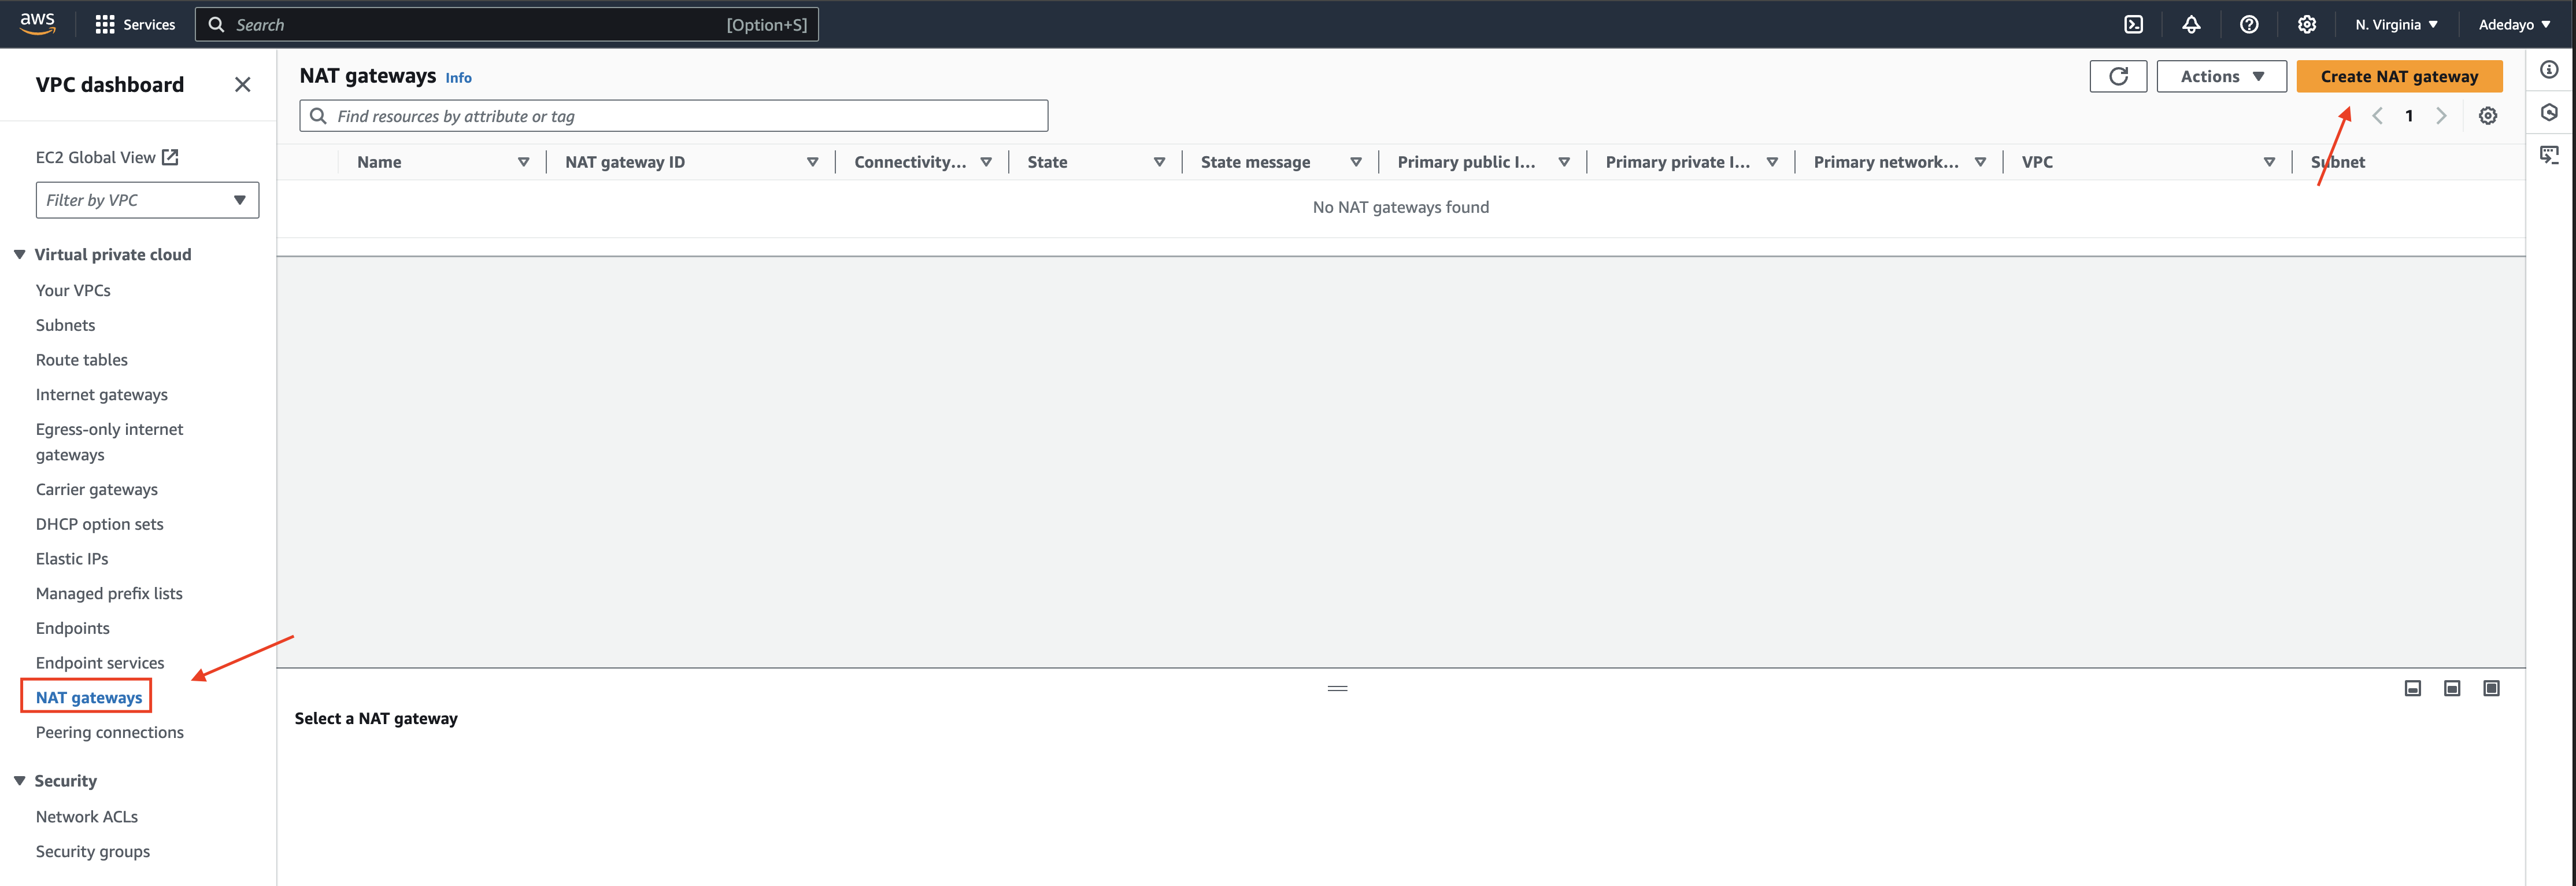 aws
Services
Search
[Option+S]
N. Virginia
Adedayo
VPC dashboard
EC2 Global View
Filter by VPC
Virtual private cloud
Your VPCs
Subnets
Route tables
Internet gateways
Egress-only internet
gateways
Carrier gateways
DHCP option sets
Elastic IPs
Managed prefix lists
Endpoints
Endpoint services
NAT gateways
Peering connections
Security
Network ACLs
Security groups
NAT gateways Info
Actions
Create NAT gateway
Find resources by attribute or tag
1
Name
NAT gateway ID
Connectivity...
State
State message
Primary public I...
Primary private I...
Primary network...
VPC
Subnet
No NAT gateways found
Select a NAT gateway